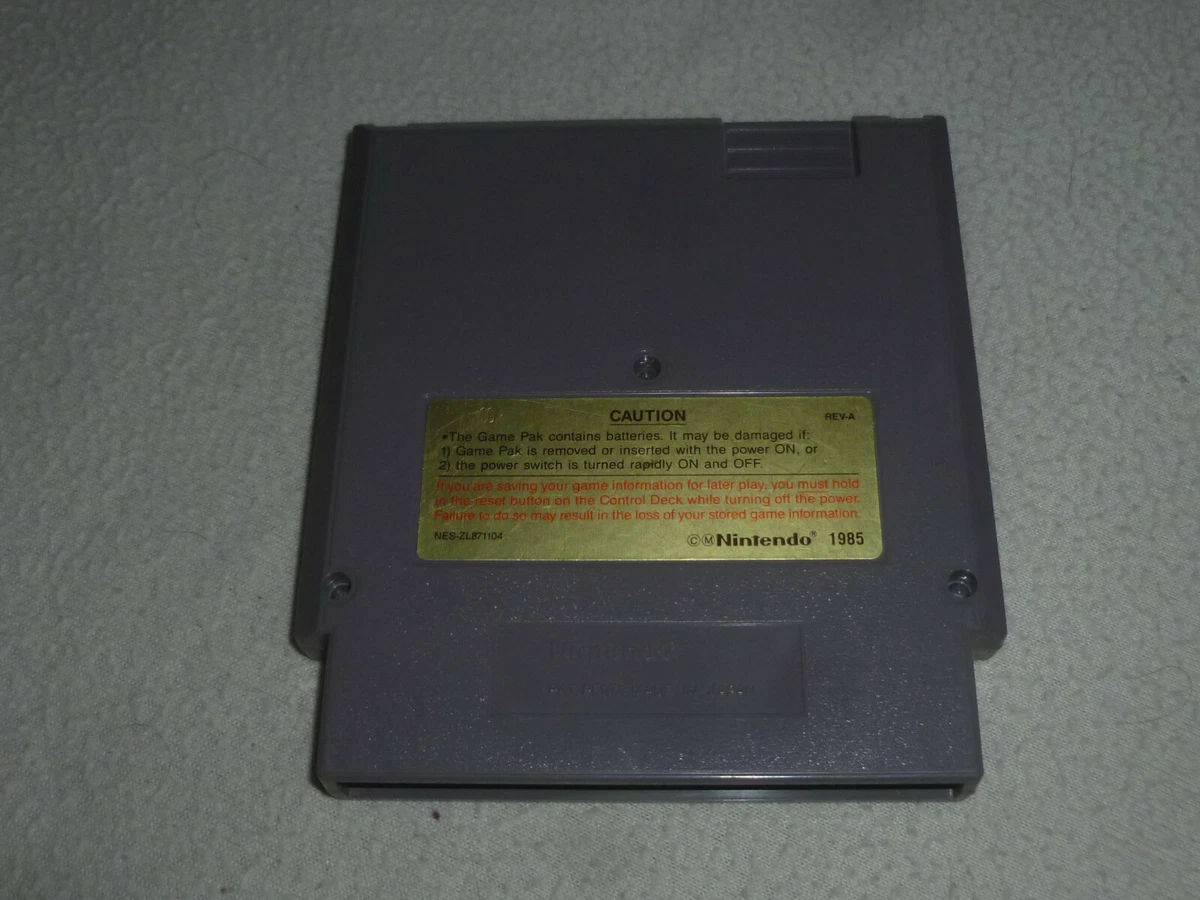 CAUTION REV-A
•The Game Pak contains batteries. It may be damaged if:
1) Game Pak is removed or inserted with the power ON, or
2) the power switch is turned rapidly ON and OFF.
If you are saving your game information for later play, you must hold
in the reset button on the Control Deck while turning off the power.
Failure to do so may result in the loss of your stored game information.
NES-ZL871104 ©Ⓜ Nintendo® 1985
Nintendo
MADE IN JAPAN